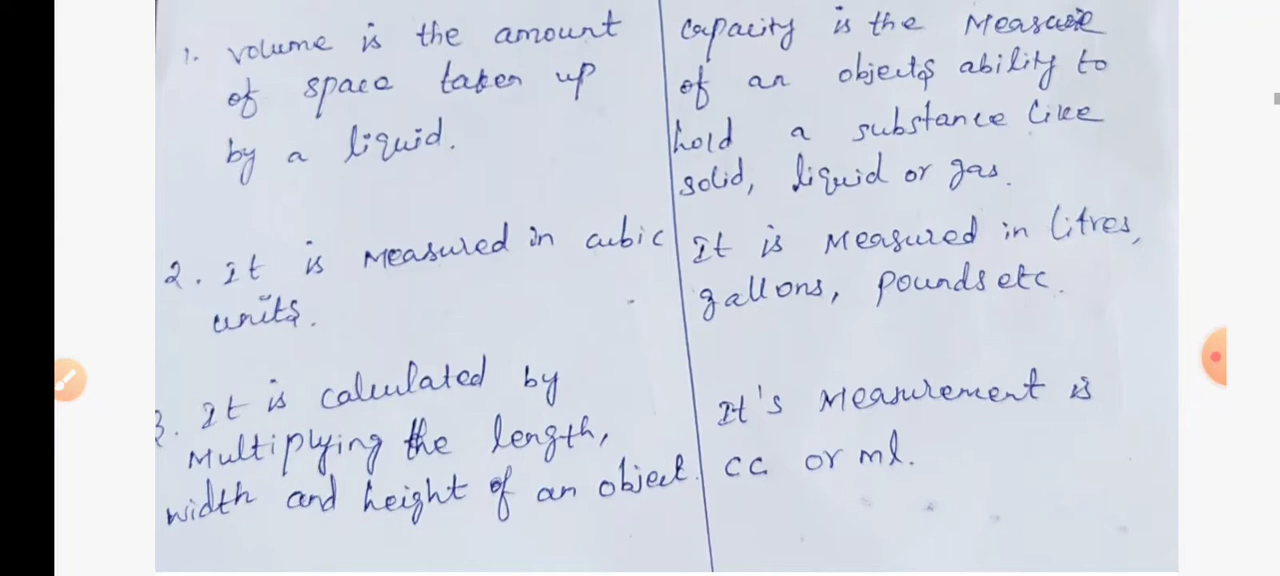 1. volume is the amount
of space taken up
by a liquid.
2. It is Measured in cubic
units.
3. It is calculated by
Multiplying the length,
width and height of an object.
capacity is the Measure
of an objects ability to
hold a substance like
solid, liquid or gas.
It is Measured in litres,
gallons, pounds etc.
It's Measurement is
cc or ml.